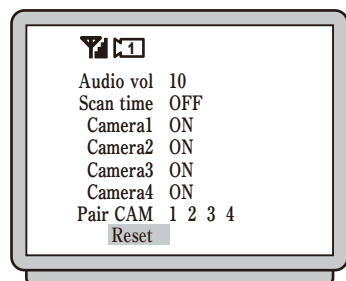 1
Audio vol 10
Scan time OFF
Camera1 ON
Camera2 ON
Camera3 ON
Camera4 ON
Pair CAM 1 2 3 4
Reset